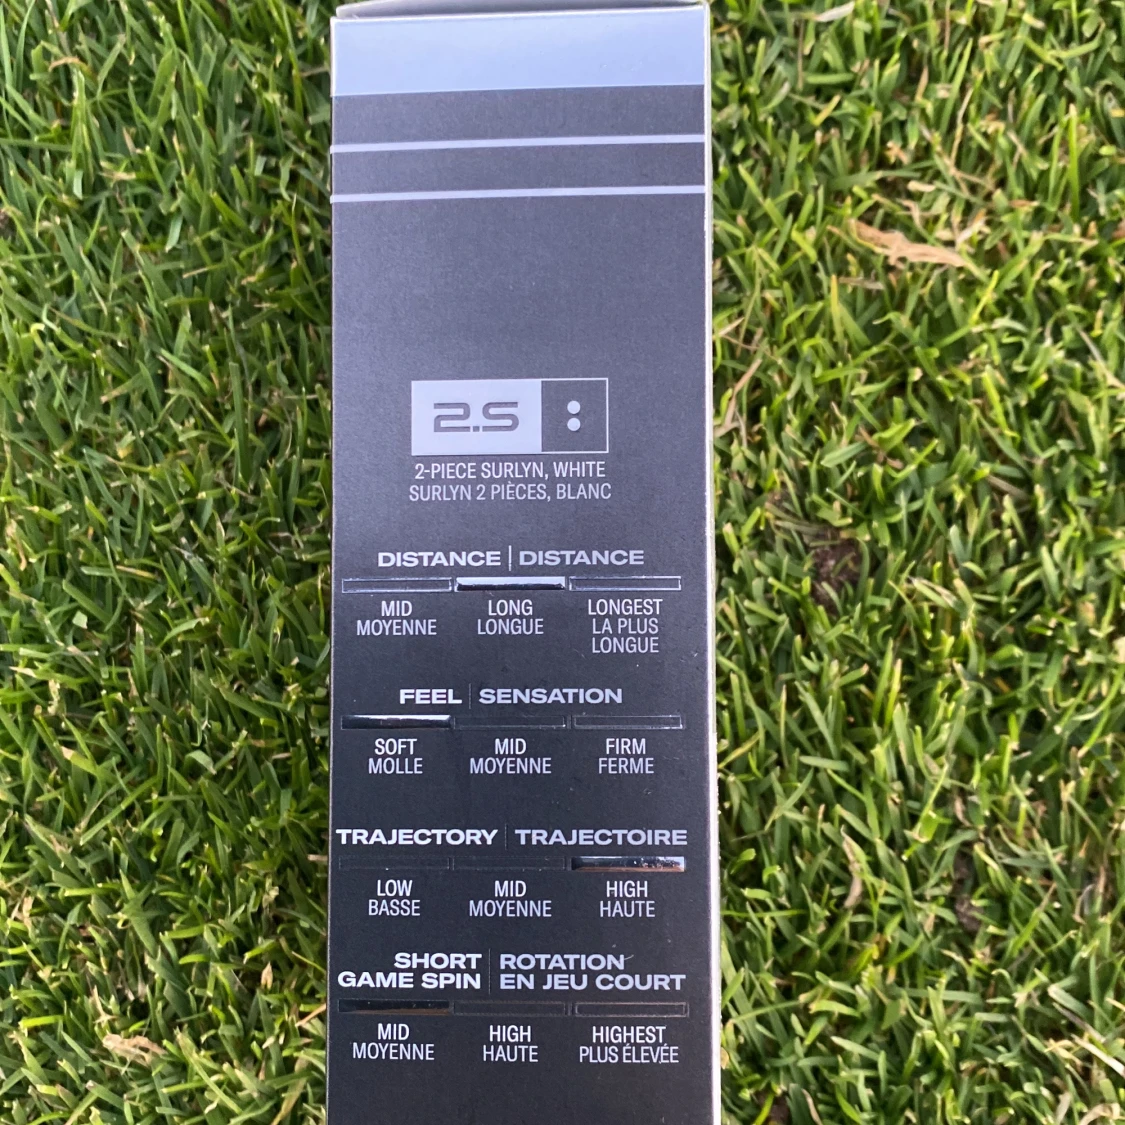 2.5
2-PIECE SURLYN, WHITE
SURLYN 2 PIÈCES, BLANC
DISTANCE | DISTANCE
MID LONG LONGEST
MOYENNE LONGUE LA PLUS
LONGUE
FEEL | SENSATION
SOFT MID FIRM
MOLLE MOYENNE FERME
TRAJECTORY | TRAJECTOIRE
LOW MID HIGH
BASSE MOYENNE HAUTE
SHORT | ROTATION
GAME SPIN | EN JEU COURT
MID HIGH HIGHEST
MOYENNE HAUTE PLUS ÉLEVÉE